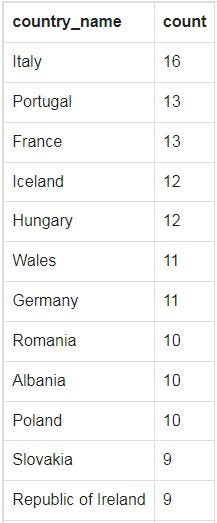 country_name count
Italy 16
Portugal 13
France 13
Iceland 12
Hungary 12
Wales 11
Germany 11
Romania 10
Albania 10
Poland 10
Slovakia 9
Republic of Ireland 9